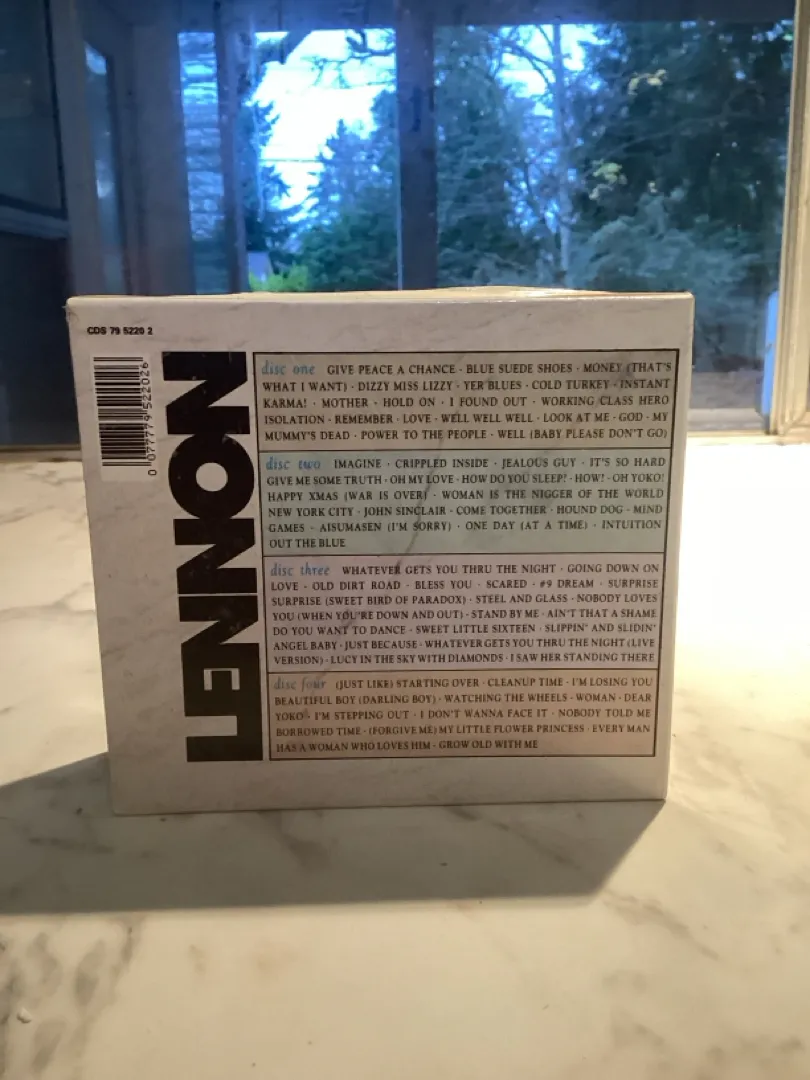 CDS 79 5220 2
0 077779 522026
LENNON
disc one GIVE PEACE A CHANCE · BLUE SUEDE SHOES · MONEY (THAT'S
WHAT I WANT) · DIZZY MISS LIZZY · YER BLUES · COLD TURKEY · INSTANT
KARMA! · MOTHER · HOLD ON · I FOUND OUT · WORKING CLASS HERO
ISOLATION · REMEMBER · LOVE · WELL WELL WELL · LOOK AT ME · GOD · MY
MUMMY'S DEAD · POWER TO THE PEOPLE · WELL (BABY PLEASE DON'T GO)
disc two IMAGINE · CRIPPLED INSIDE · JEALOUS GUY · IT'S SO HARD
GIVE ME SOME TRUTH · OH MY LOVE · HOW DO YOU SLEEP? · HOW? · OH YOKO!
HAPPY XMAS (WAR IS OVER) · WOMAN IS THE NIGGER OF THE WORLD
NEW YORK CITY · JOHN SINCLAIR · COME TOGETHER · HOUND DOG · MIND
GAMES · AISUMASEN (I'M SORRY) · ONE DAY (AT A TIME) · INTUITION
OUT THE BLUE
disc three WHATEVER GETS YOU THRU THE NIGHT · GOING DOWN ON
LOVE · OLD DIRT ROAD · BLESS YOU · SCARED · #9 DREAM · SURPRISE
SURPRISE (SWEET BIRD OF PARADOX) · STEEL AND GLASS · NOBODY LOVES
YOU (WHEN YOU'RE DOWN AND OUT) · STAND BY ME · AIN'T THAT A SHAME
DO YOU WANT TO DANCE · SWEET LITTLE SIXTEEN · SLIPPIN' AND SLIDIN'
ANGEL BABY · JUST BECAUSE · WHATEVER GETS YOU THRU THE NIGHT (LIVE
VERSION) · LUCY IN THE SKY WITH DIAMONDS · I SAW HER STANDING THERE
disc four (JUST LIKE) STARTING OVER · CLEANUP TIME · I'M LOSING YOU
BEAUTIFUL BOY (DARLING BOY) · WATCHING THE WHEELS · WOMAN · DEAR
YOKO · I'M STEPPING OUT · I DON'T WANNA FACE IT · NOBODY TOLD ME
BORROWED TIME · (FORGIVE ME) MY LITTLE FLOWER PRINCESS · EVERY MAN
HAS A WOMAN WHO LOVES HIM · GROW OLD WITH ME